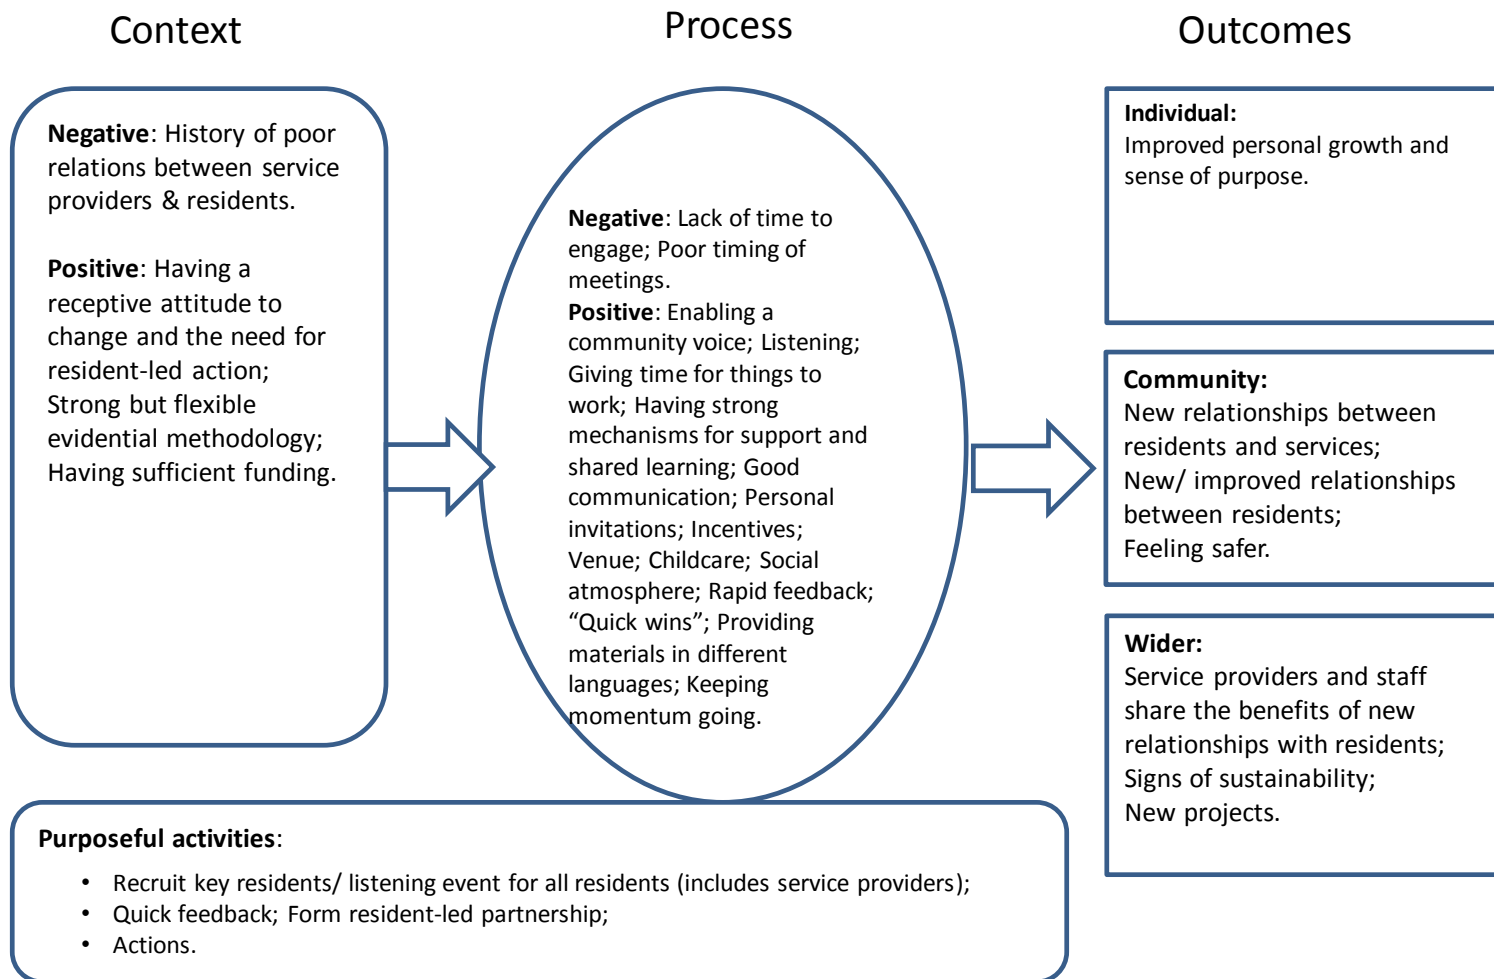 Context
Process
Outcomes
Negative: History of poor
relations between service
providers & residents.
Positive: Having a
receptive attitude to
change and the need for
resident-led action;
Strong but flexible
evidential methodology;
Having sufficient funding.
Negative: Lack of time to
engage; Poor timing of
meetings.
Positive: Enabling a
community voice; Listening;
Giving time for things to
work; Having strong
mechanisms for support and
shared learning; Good
communication; Personal
invitations; Incentives;
Venue; Childcare; Social
atmosphere; Rapid feedback;
“Quick wins”; Providing
materials in different
languages; Keeping
momentum going.
Individual:
Improved personal growth and
sense of purpose.
Community:
New relationships between
residents and services;
New/ improved relationships
between residents;
Feeling safer.
Wider:
Service providers and staff
share the benefits of new
relationships with residents;
Signs of sustainability;
New projects.
Purposeful activities:
• Recruit key residents/ listening event for all residents (includes service providers);
• Quick feedback; Form resident-led partnership;
• Actions.